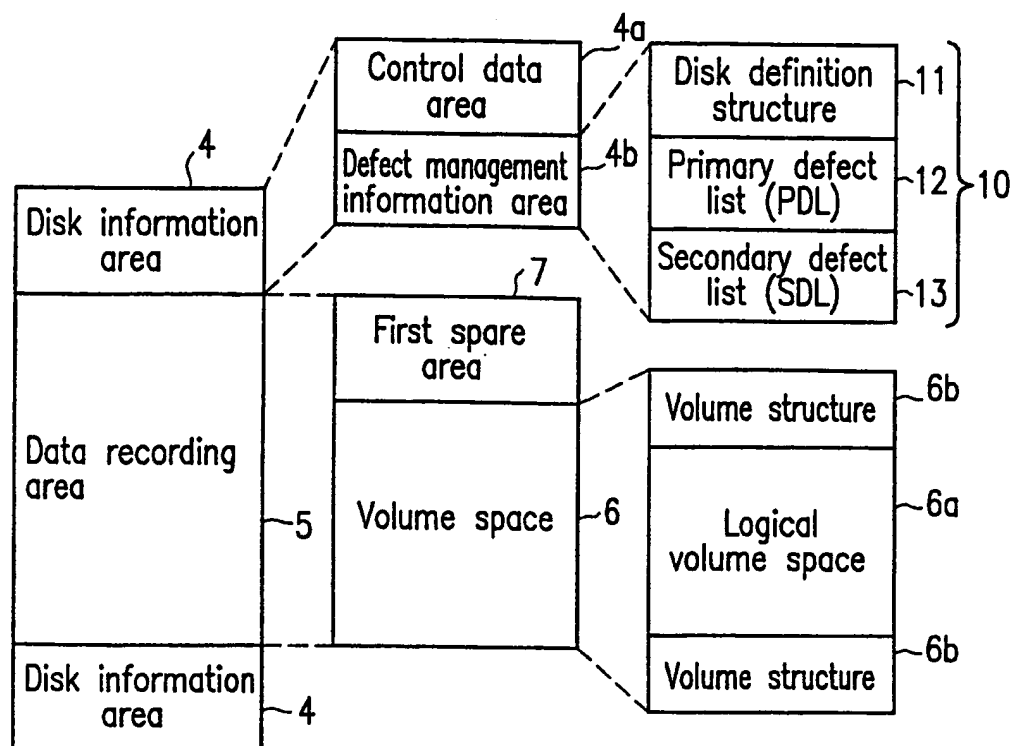 4
Disk information
area
Data recording
area
5
Disk information
area
4
4a
Control data
area
Defect management
information area
4b
7
First spare
area
Volume space
6
Disk definition
structure
11
Primary defect
list (PDL)
12
Secondary defect
list (SDL)
13
10
Volume structure
6b
Logical
volume space
6a
Volume structure
6b